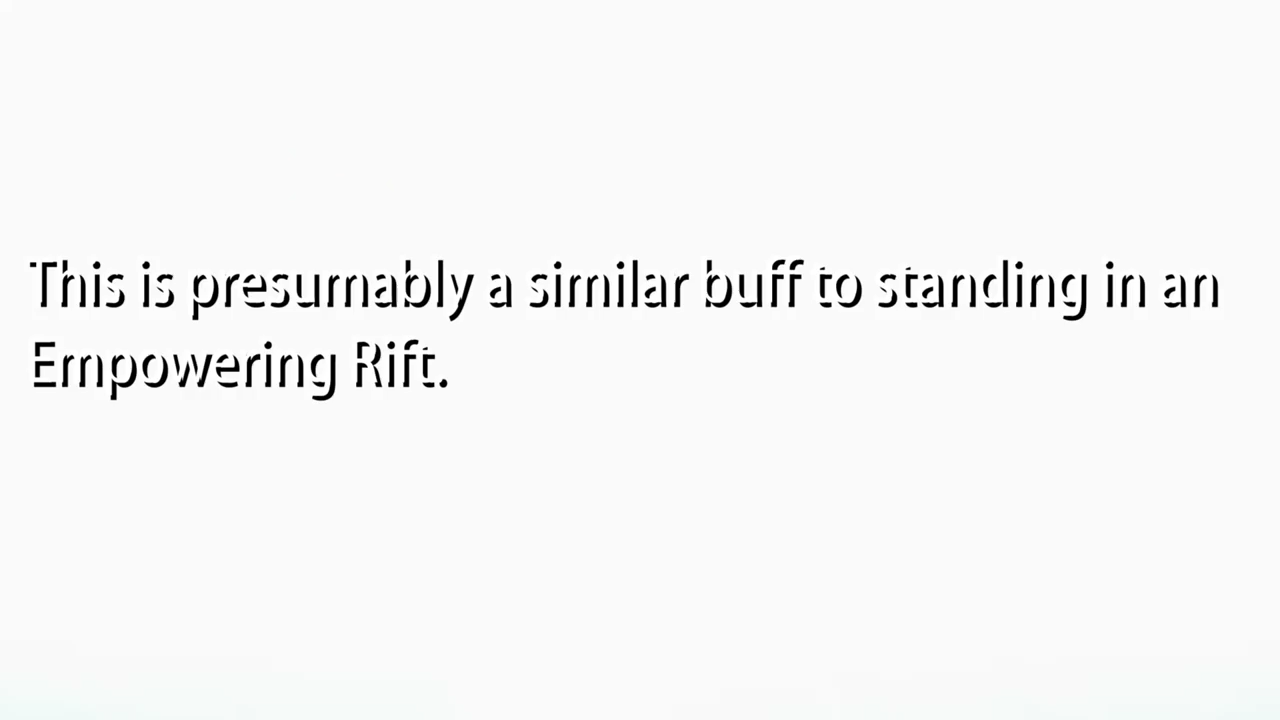 This is presumably a similar buff to standing in an
Empowering Rift.